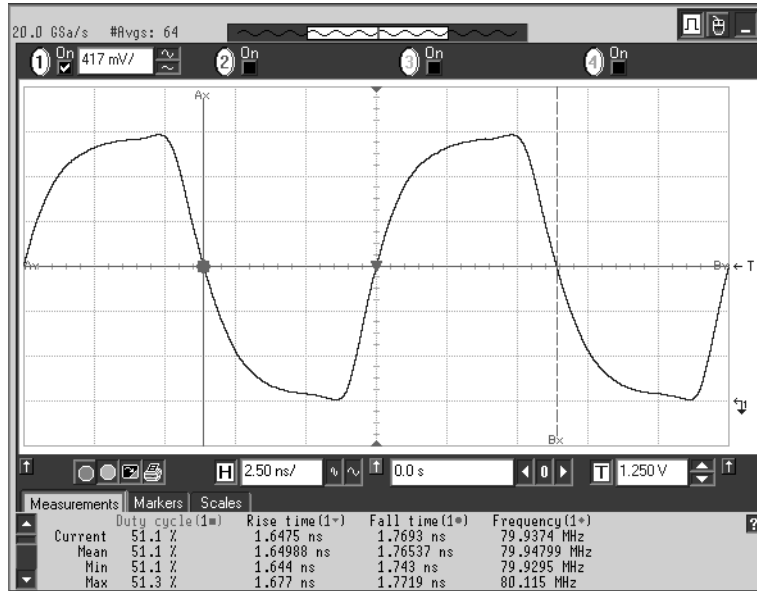 20.0 GSa/s #Avgs: 64
1 On 417 mV/ 2 On 3 On 4 On
Ax
Ay By T
Bx
H 2.50 ns/ 0.0 s 0 T 1.250 V
Measurements Markers Scales
Duty cycle(1) Rise time(1) Fall time(1) Frequency(1)
Current 51.1 % 1.6475 ns 1.7693 ns 79.9374 MHz
Mean 51.1 % 1.64988 ns 1.76537 ns 79.94799 MHz
Min 51.1 % 1.644 ns 1.743 ns 79.9295 MHz
Max 51.3 % 1.677 ns 1.7719 ns 80.115 MHz
?